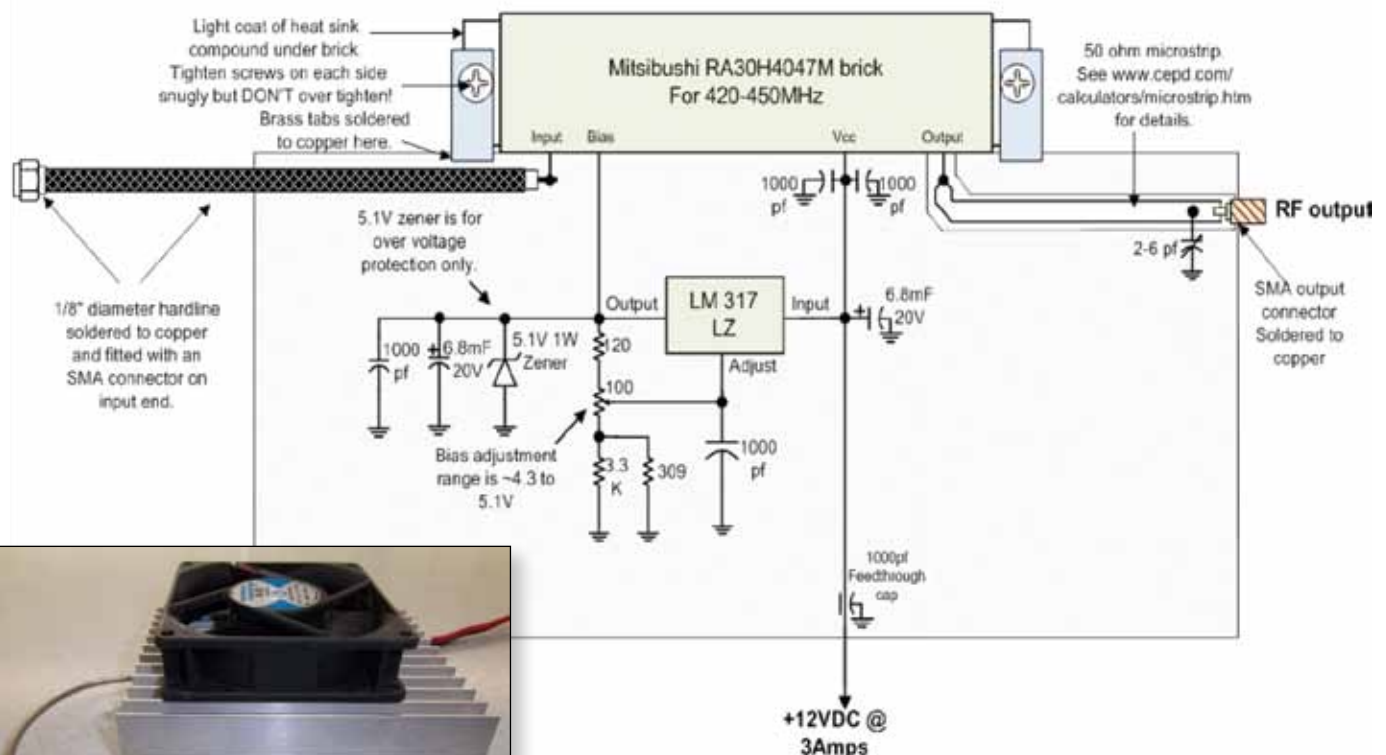 Light coat of heat sink
compound under brick
Tighten screws on each side
snugly but DON'T over tighten!
Brass tabs soldered
to copper here.
Mitsibushi RA30H4047M brick
For 420-450MHz
Input
Bias
Vcc
Output
50 ohm microstrip.
See www.cepd.com/
calculators/microstrip.htm
for details.
1000
pf
1000
pf
RF output
2-6 pf
SMA output
connector
Soldered to
copper
5.1V zener is for
over voltage
protection only.
1/8" diameter hardline
soldered to copper
and fitted with an
SMA connector on
input end.
Output
LM 317
LZ
Input
Adjust
6.8mF
20V
1000
pf
6.8mF
20V
5.1V 1W
Zener
120
100
Bias adjustment
range is ~4.3 to
5.1V
3.3
K
309
1000
pf
1000pf
Feedthrough
cap
+12VDC @
3Amps